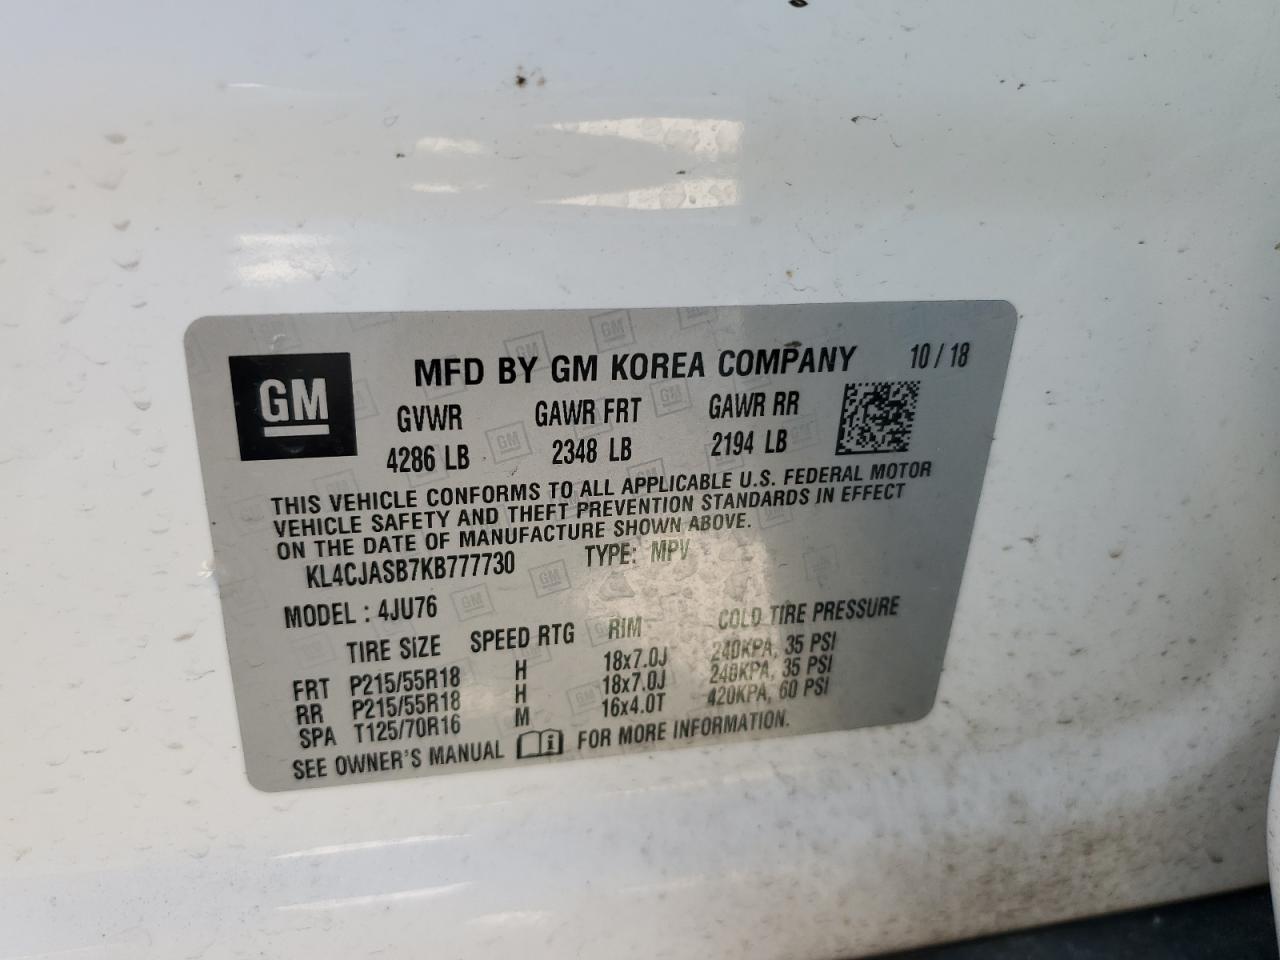 GM
MFD BY GM KOREA COMPANY 10 / 18
GVWR GAWR FRT GAWR RR
4286 LB 2348 LB 2194 LB
THIS VEHICLE CONFORMS TO ALL APPLICABLE U.S. FEDERAL MOTOR
VEHICLE SAFETY AND THEFT PREVENTION STANDARDS IN EFFECT
ON THE DATE OF MANUFACTURE SHOWN ABOVE.
KL4CJASB7KB777730 TYPE: MPV
MODEL : 4JU76
TIRE SIZE SPEED RTG RIM COLD TIRE PRESSURE
FRT P215/55R18 H 18x7.0J 240KPA, 35 PSI
RR P215/55R18 H 18x7.0J 240KPA, 35 PSI
SPA T125/70R16 M 16x4.0T 420KPA, 60 PSI
SEE OWNER'S MANUAL FOR MORE INFORMATION.